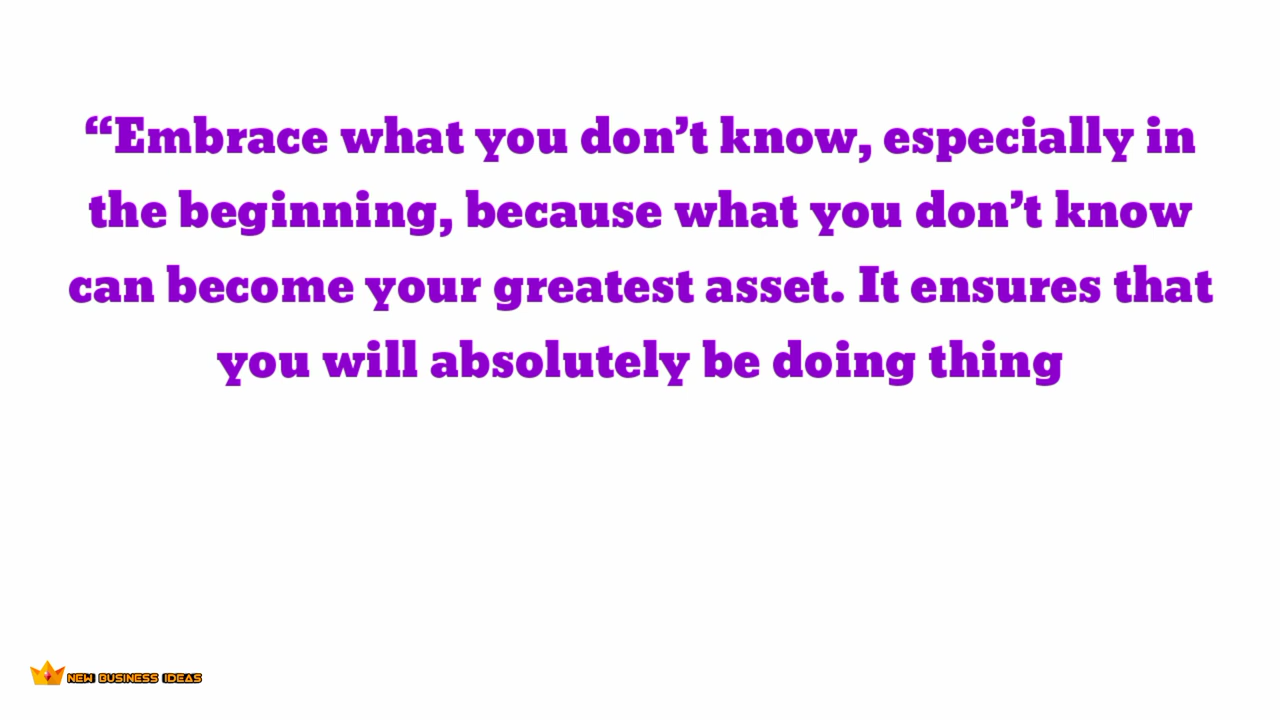 “Embrace what you don’t know, especially in
the beginning, because what you don’t know
can become your greatest asset. It ensures that
you will absolutely be doing thing
NEW BUSINESS IDEAS